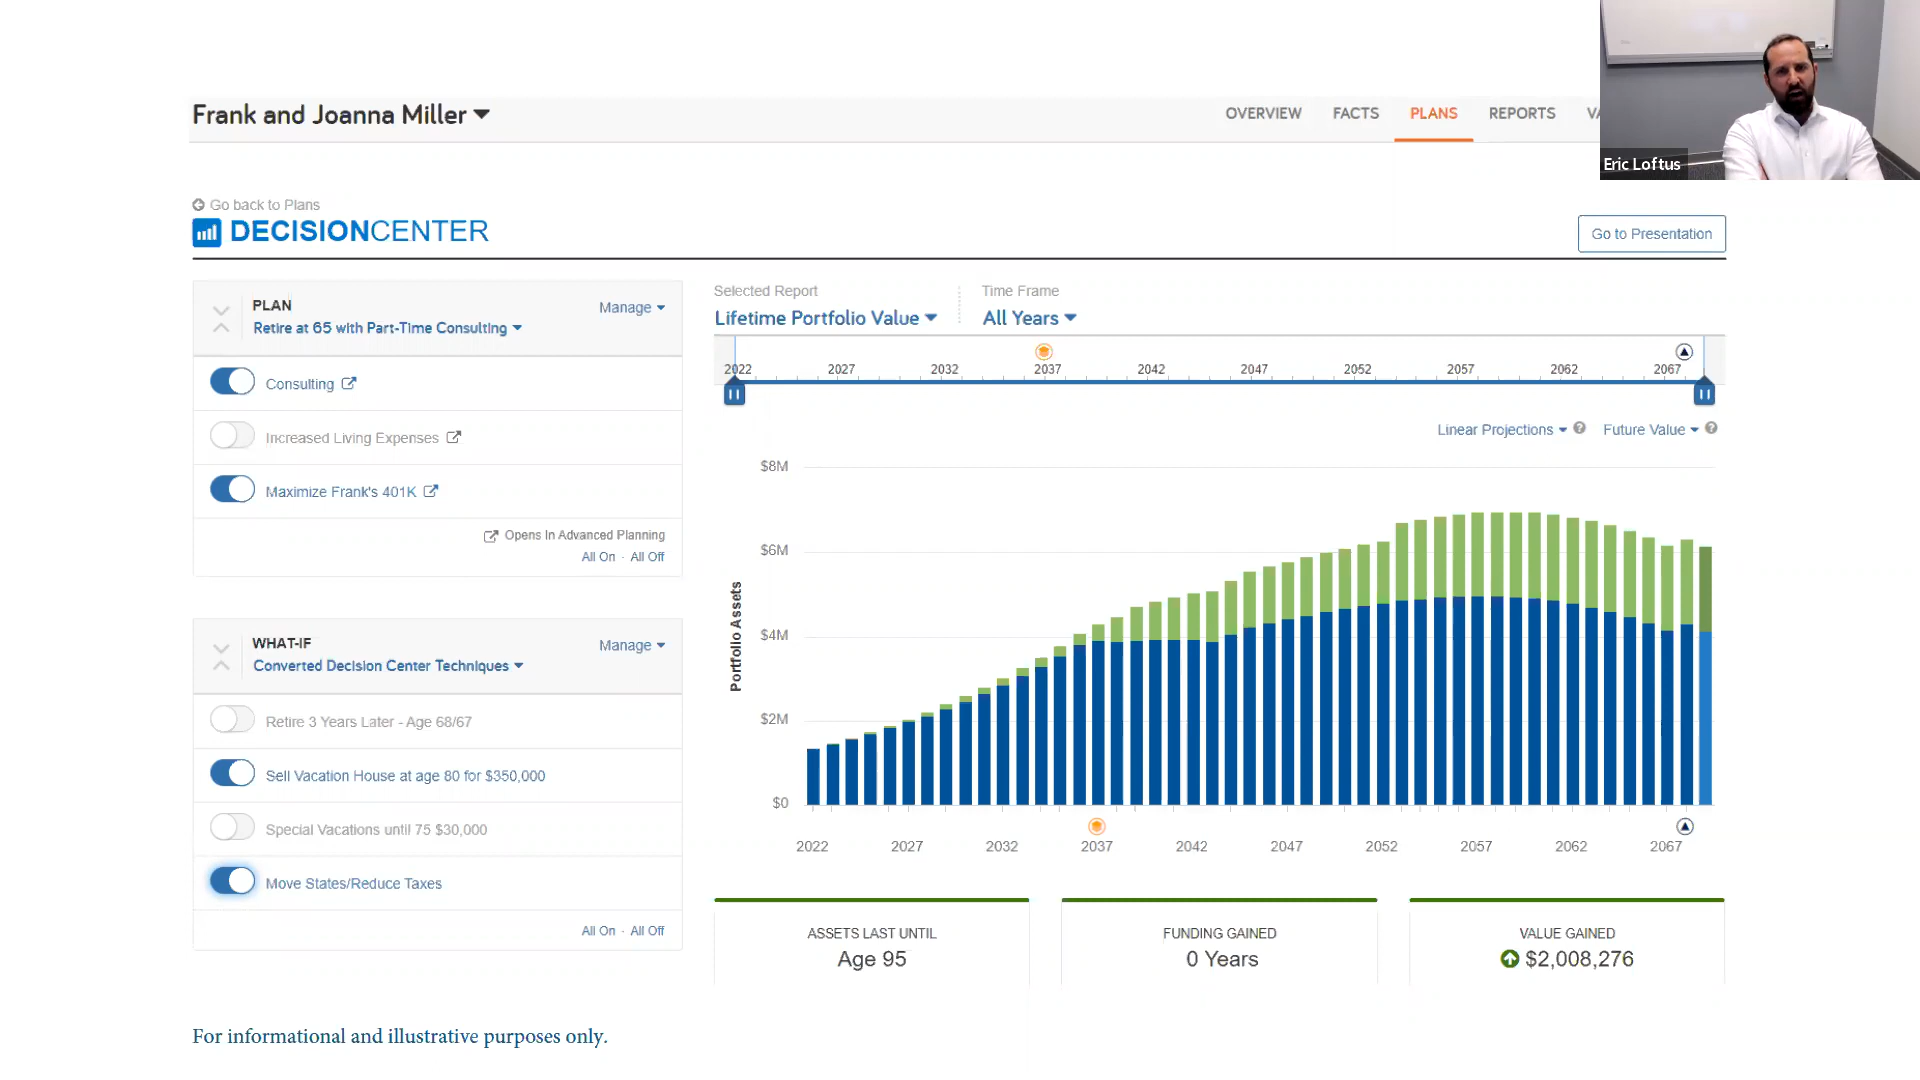 Frank and Joanna Miller
OVERVIEW FACTS PLANS REPORTS
Eric Loftus
Go back to Plans
DECISIONCENTER
Go to Presentation
PLAN
Retire at 65 with Part-Time Consulting
Manage
Consulting
Increased Living Expenses
Maximize Frank's 401K
Opens In Advanced Planning
All On - All Off
WHAT-IF
Converted Decision Center Techniques
Manage
Retire 3 Years Later - Age 68/67
Sell Vacation House at age 80 for $350,000
Special Vacations until 75 $30,000
Move States/Reduce Taxes
All On - All Off
Selected Report
Lifetime Portfolio Value
Time Frame
All Years
2022 2027 2032 2037 2042 2047 2052 2057 2062 2067
Linear Projections ? Future Value ?
Portfolio Assets
$8M
$6M
$4M
$2M
$0
2022 2027 2032 2037 2042 2047 2052 2057 2062 2067
ASSETS LAST UNTIL
Age 95
FUNDING GAINED
0 Years
VALUE GAINED
$2,008,276
For informational and illustrative purposes only.